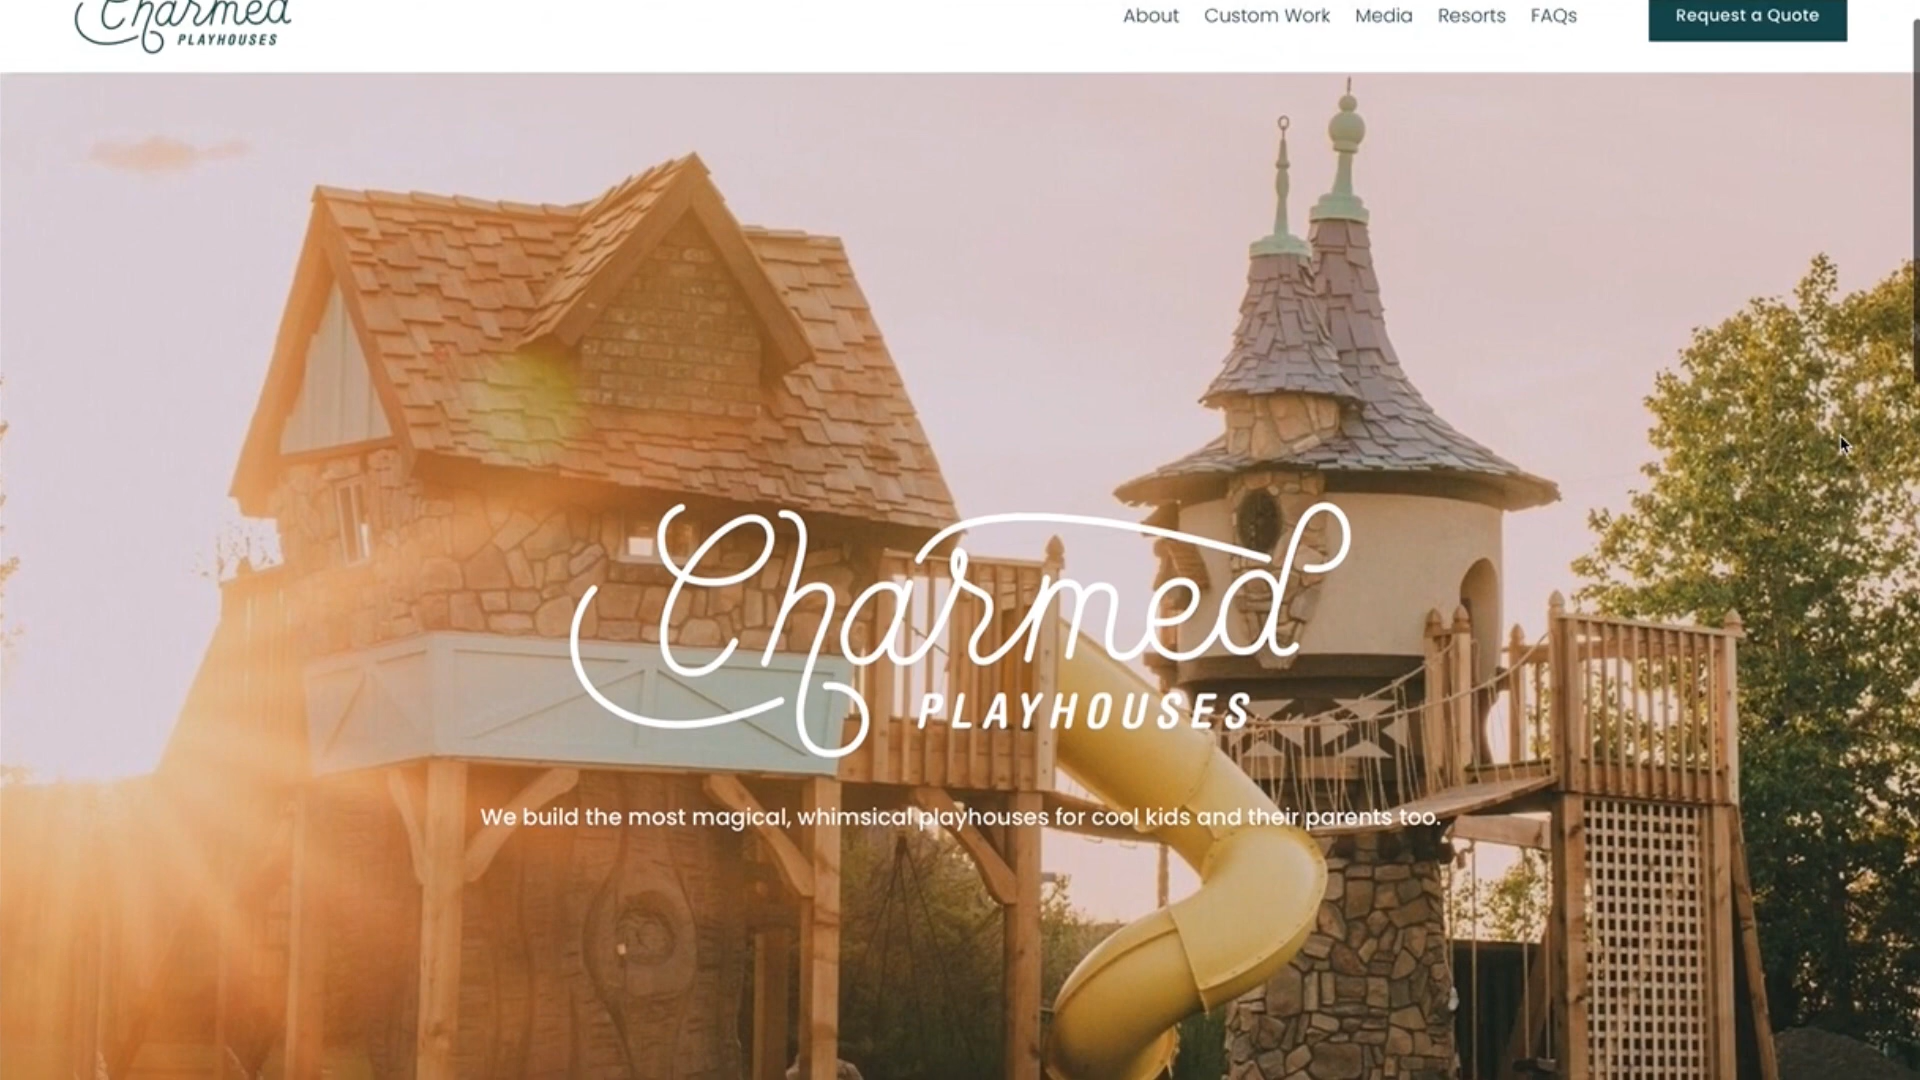 Charmed
PLAYHOUSES
About
Custom Work
Media
Resorts
FAQs
Request a Quote
Charmed
PLAYHOUSES
We build the most magical, whimsical playhouses for cool kids and their parents too.